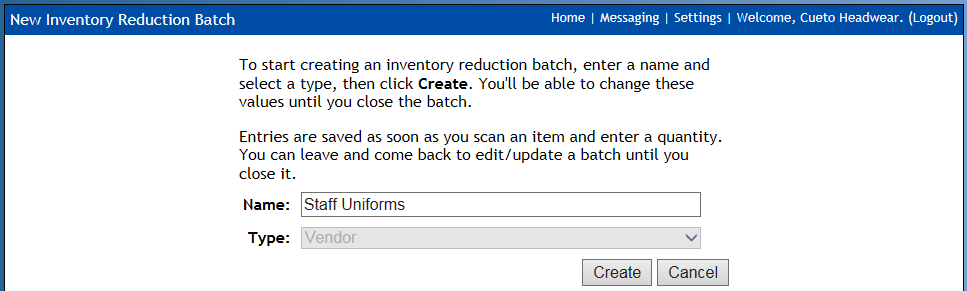 New Inventory Reduction Batch
Home | Messaging | Settings | Welcome, Cueto Headwear. (Logout)
To start creating an inventory reduction batch, enter a name and
select a type, then click Create. You'll be able to change these
values until you close the batch.
Entries are saved as soon as you scan an item and enter a quantity.
You can leave and come back to edit/update a batch until you
close it.
Name: Staff Uniforms
Type: Vendor
Create Cancel